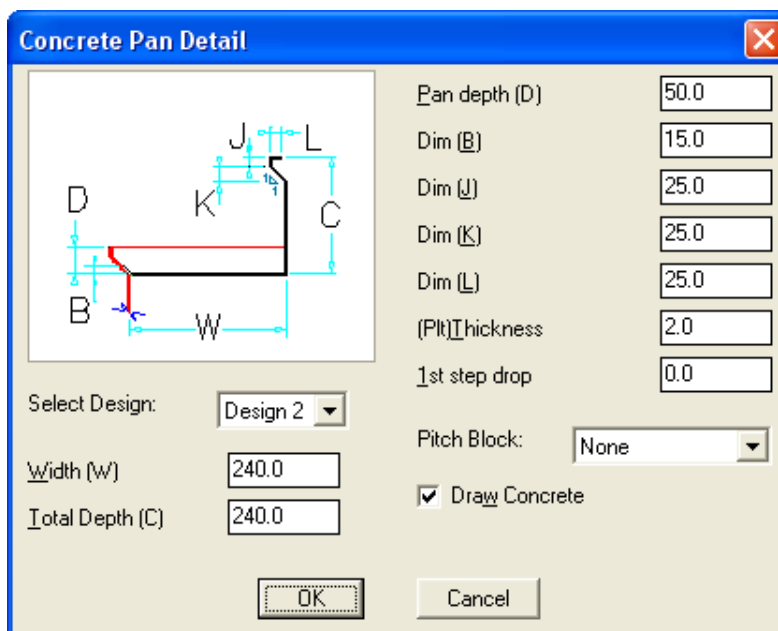 Concrete Pan Detail
J L
K
D
C
1
1
B
W
Pan depth (D) 50.0
Dim (B) 15.0
Dim (J) 25.0
Dim (K) 25.0
Dim (L) 25.0
(Plt)Thickness 2.0
1st step drop 0.0
Select Design: Design 2
Width (W) 240.0
Total Depth (C) 240.0
Pitch Block: None
Draw Concrete
OK Cancel